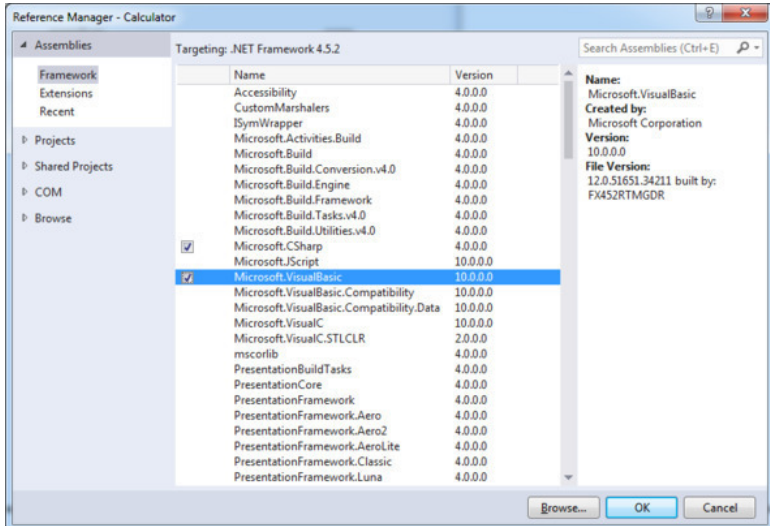 Reference Manager - Calculator
Assemblies
Framework
Extensions
Recent
Projects
Shared Projects
COM
Browse
Targeting: .NET Framework 4.5.2
Search Assemblies (Ctrl+E)
Name Version
Accessibility 4.0.0.0
CustomMarshalers 4.0.0.0
ISymWrapper 4.0.0.0
Microsoft.Activities.Build 4.0.0.0
Microsoft.Build 4.0.0.0
Microsoft.Build.Conversion.v4.0 4.0.0.0
Microsoft.Build.Engine 4.0.0.0
Microsoft.Build.Framework 4.0.0.0
Microsoft.Build.Tasks.v4.0 4.0.0.0
Microsoft.Build.Utilities.v4.0 4.0.0.0
Microsoft.CSharp 4.0.0.0
Microsoft.JScript 10.0.0.0
Microsoft.VisualBasic 10.0.0.0
Microsoft.VisualBasic.Compatibility 10.0.0.0
Microsoft.VisualBasic.Compatibility.Data 10.0.0.0
Microsoft.VisualC 10.0.0.0
Microsoft.VisualC.STLCLR 2.0.0.0
mscorlib 4.0.0.0
PresentationBuildTasks 4.0.0.0
PresentationCore 4.0.0.0
PresentationFramework 4.0.0.0
PresentationFramework.Aero 4.0.0.0
PresentationFramework.Aero2 4.0.0.0
PresentationFramework.AeroLite 4.0.0.0
PresentationFramework.Classic 4.0.0.0
PresentationFramework.Luna 4.0.0.0
Name:
Microsoft.VisualBasic
Created by:
Microsoft Corporation
Version:
10.0.0.0
File Version:
12.0.51651.34211 built by:
FX452RTMGDR
Browse... OK Cancel